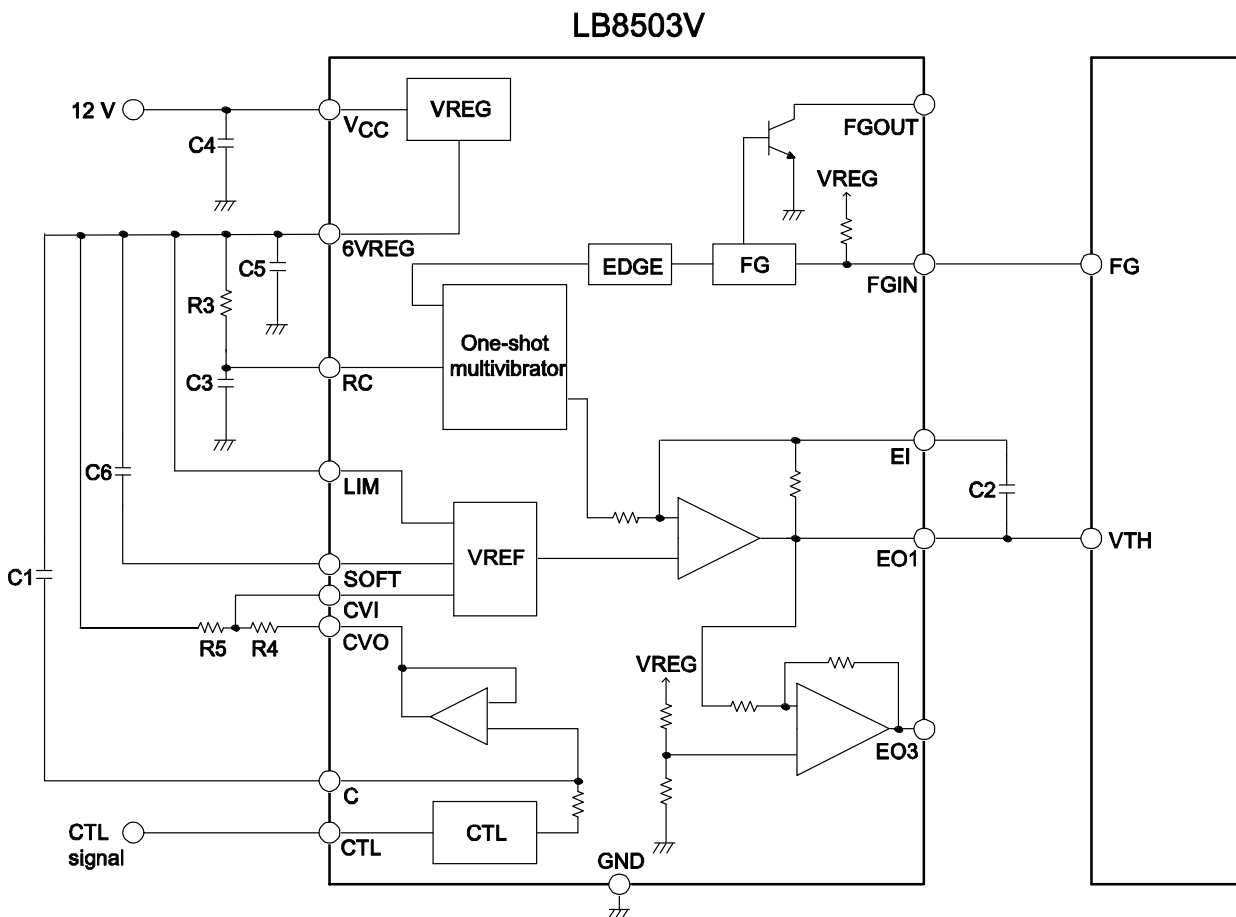 LB8503V
12 V
VCC
VREG
C4
FGOUT
VREG
6VREG
C5
EDGE
FG
FGIN
FG
R3
One-shot
multivibrator
C3
RC
EI
C6
LIM
C2
VREF
C1
SOFT
EO1
VTH
CVI
R5
R4
CVO
VREG
EO3
C
CTL
signal
CTL
CTL
GND